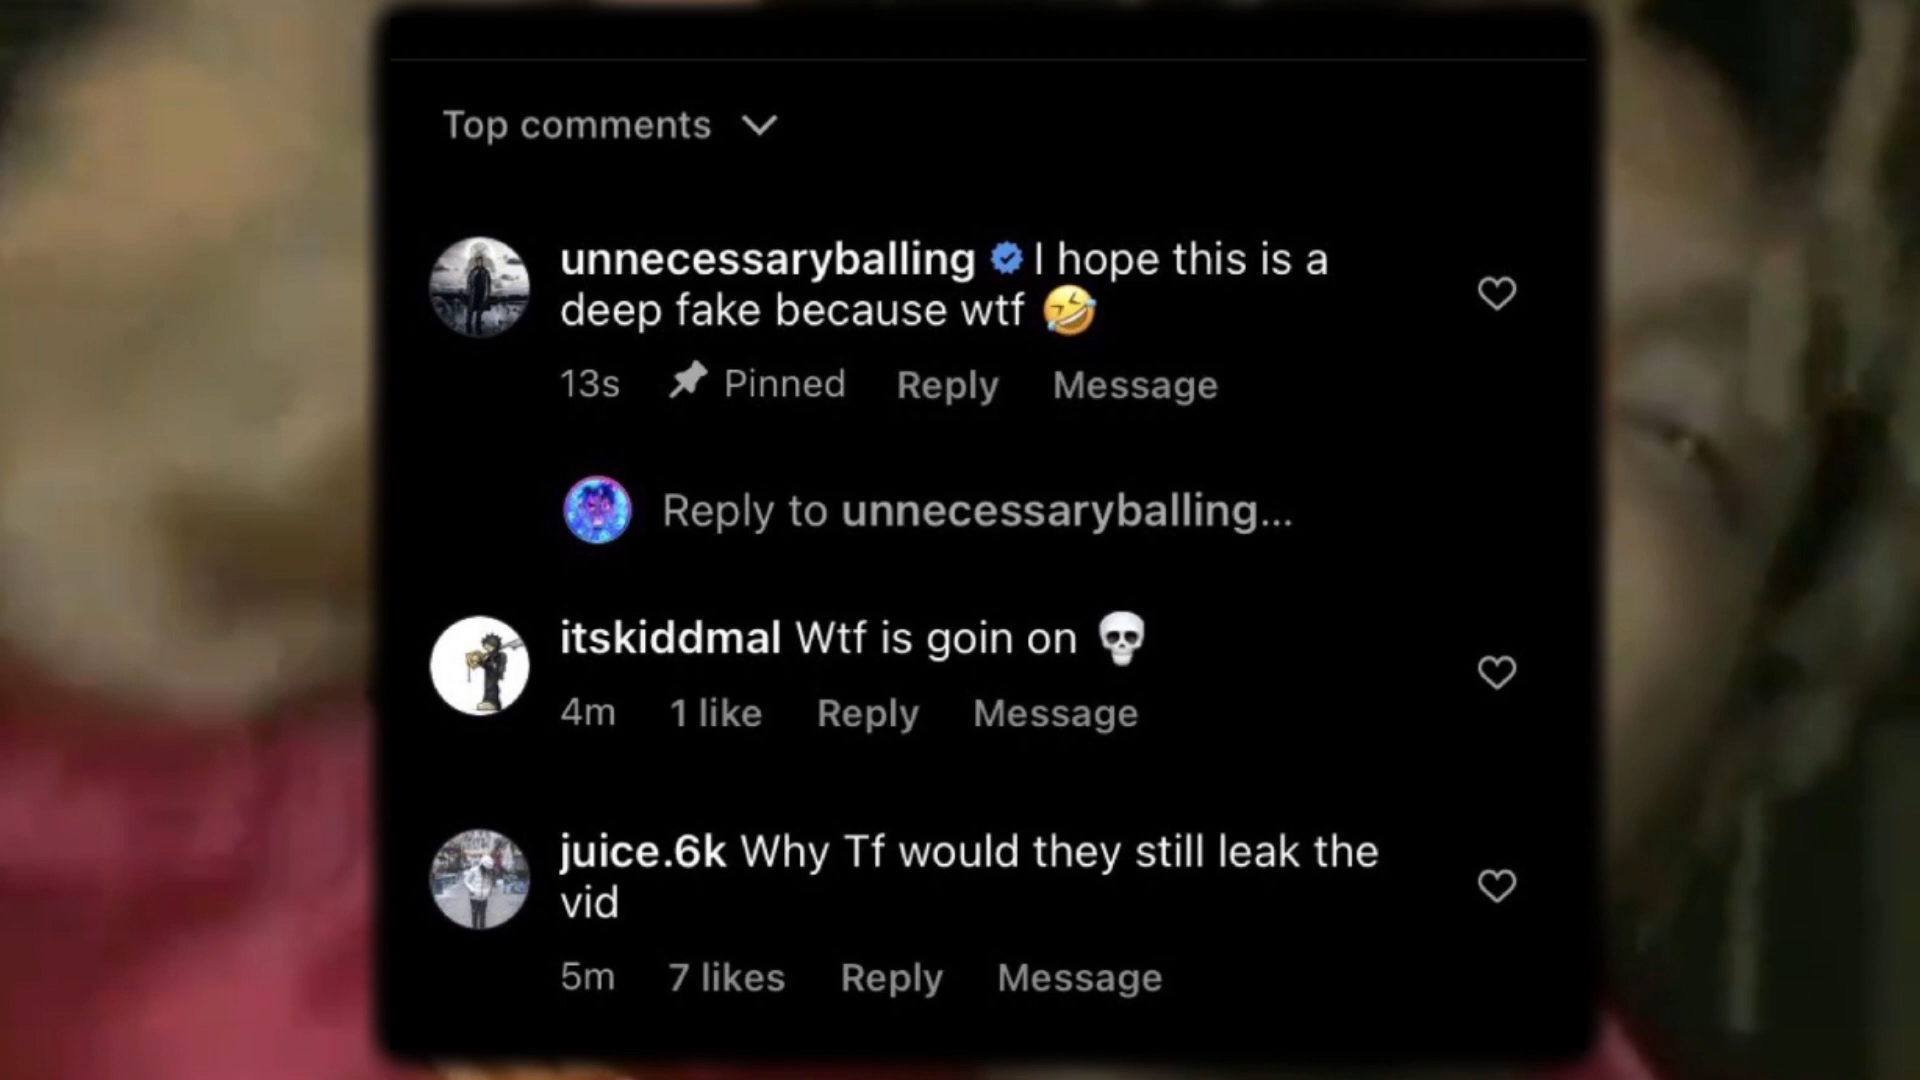 Top comments
unnecessaryballing I hope this is a
deep fake because wtf 🤣
13s Pinned Reply Message
Reply to unnecessaryballing...
itskiddmal Wtf is goin on 💀
4m 1 like Reply Message
juice.6k Why Tf would they still leak the
vid
5m 7 likes Reply Message